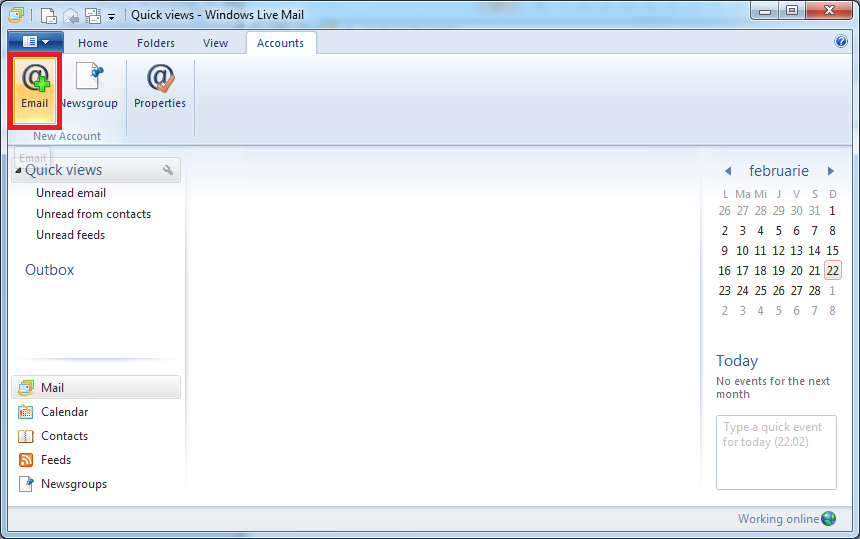 Quick views - Windows Live Mail
Home Folders View Accounts
Email Newsgroup Properties
New Account
Email
Quick views
Unread email
Unread from contacts
Unread feeds
Outbox
Mail
Calendar
Contacts
Feeds
Newsgroups
februarie
L Ma Mi J V S D
26 27 28 29 30 31 1
2 3 4 5 6 7 8
9 10 11 12 13 14 15
16 17 18 19 20 21 22
23 24 25 26 27 28 1
2 3 4 5 6 7 8
Today
No events for the next
month
Type a quick event
for today (22.02)
Working online